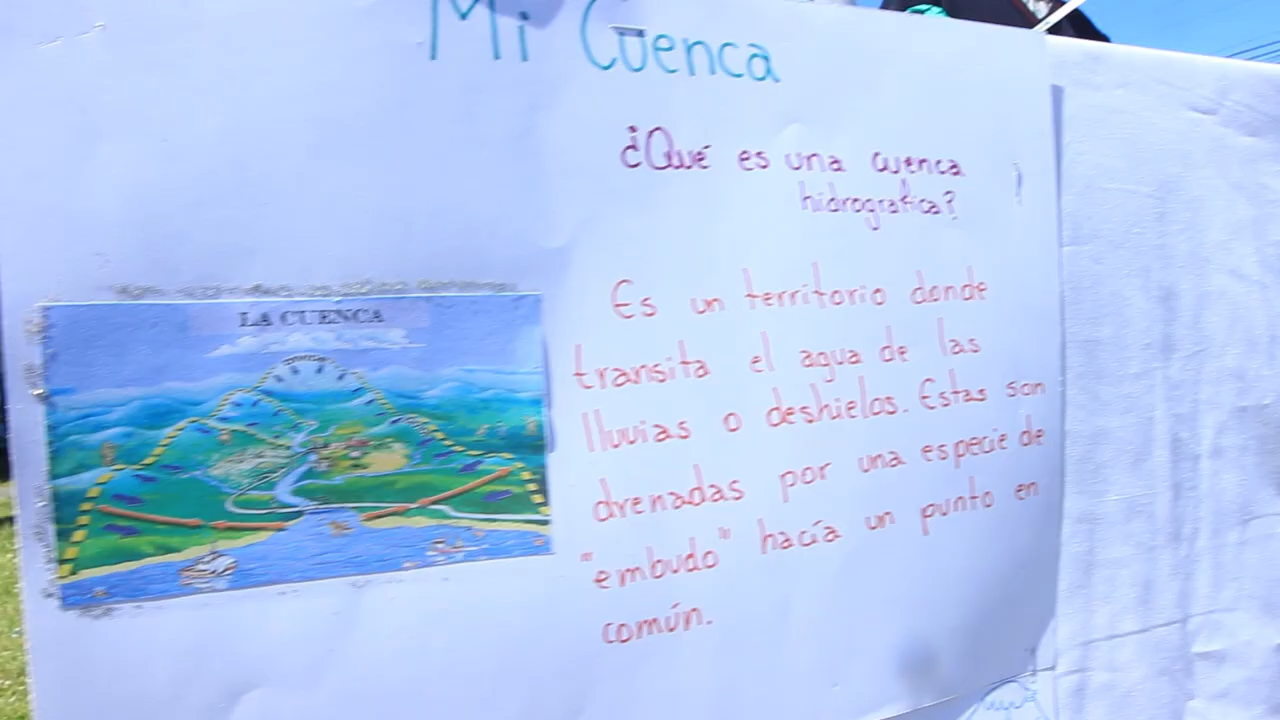 Mi Cuenca
¿Qué es una cuenca
hidrografica?
LA CUENCA
Es un territorio donde
transita el agua de las
lluvias o deshielos. Estas son
drenadas por una especie de
"embudo" hacía un punto en
común.